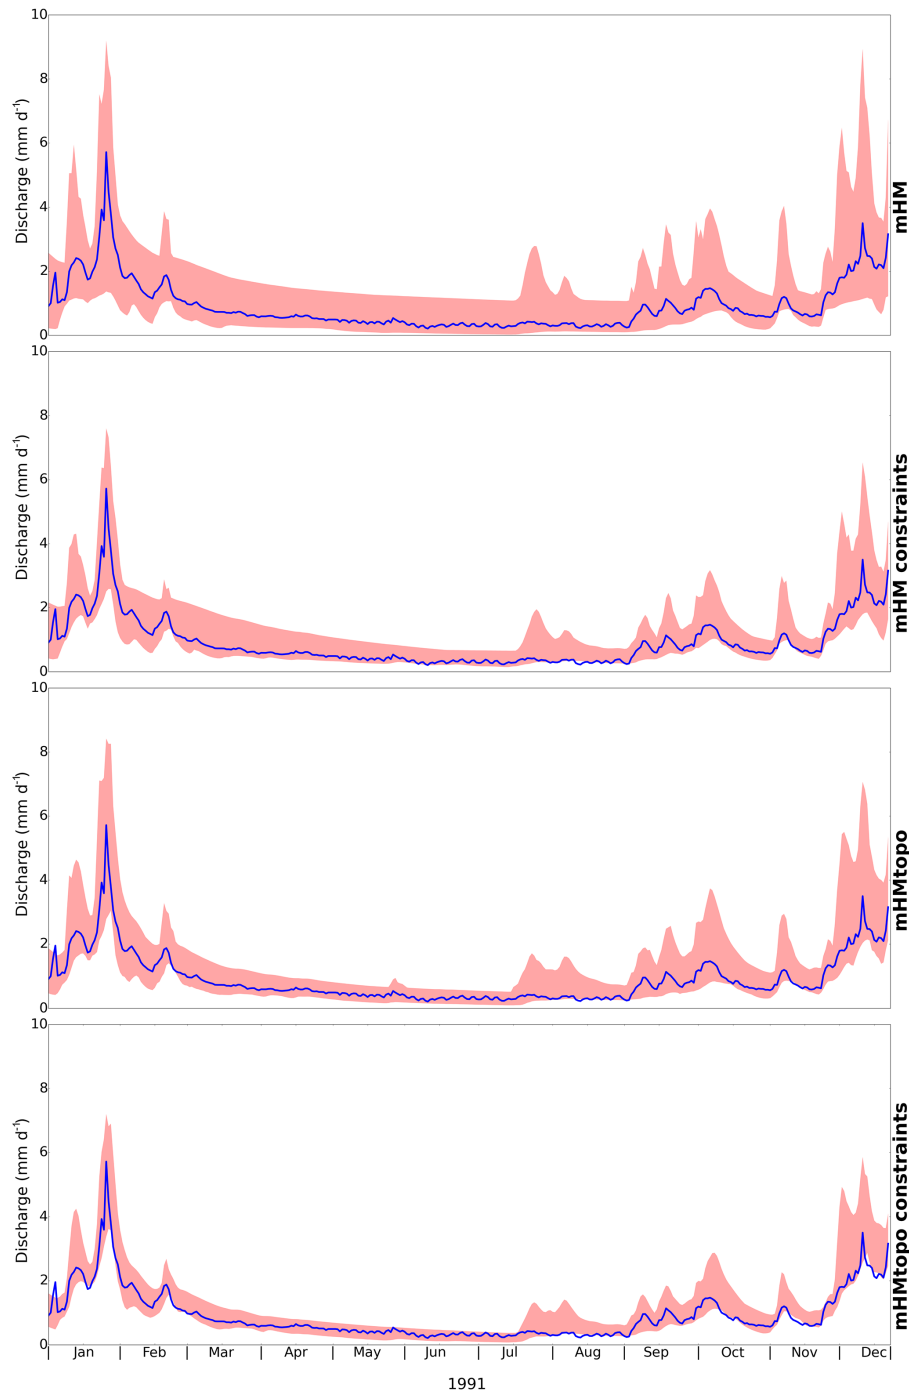 10
8
6
4
2
0
Discharge (mm d⁻¹)
mHM
10
8
6
4
2
0
Discharge (mm d⁻¹)
mHM constraints
10
8
6
4
2
0
Discharge (mm d⁻¹)
mHMtopo
10
8
6
4
2
0
Discharge (mm d⁻¹)
mHMtopo constraints
Jan Feb Mar Apr May Jun Jul Aug Sep Oct Nov Dec
1991